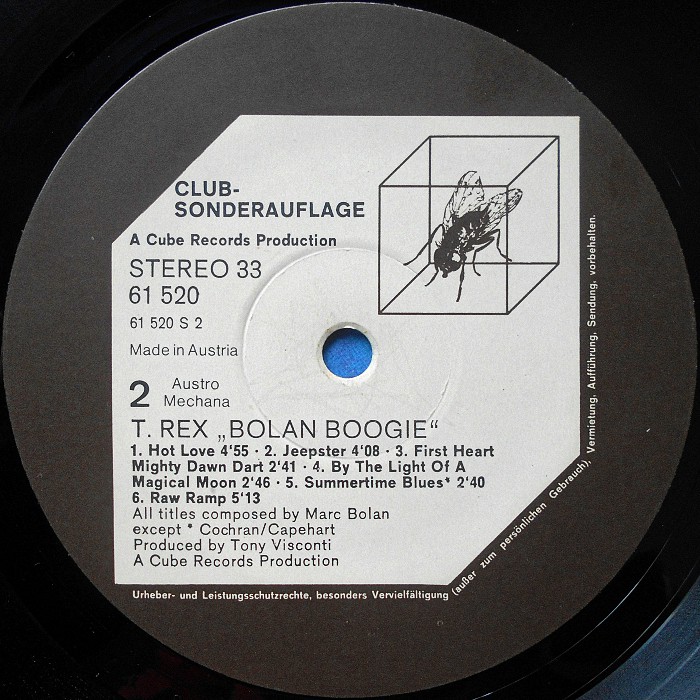 CLUB-
SONDERAUFLAGE
A Cube Records Production
STEREO 33
61 520
61 520 S 2
Made in Austria
2 Austro
Mechana
T. REX „BOLAN BOOGIE“
1. Hot Love 4‘55 · 2. Jeepster 4‘08 · 3. First Heart
Mighty Dawn Dart 2‘41 · 4. By The Light Of A
Magical Moon 2‘46 · 5. Summertime Blues* 2‘40
6. Raw Ramp 5‘13
All titles composed by Marc Bolan
except * Cochran/Capehart
Produced by Tony Visconti
A Cube Records Production
Urheber- und Leistungsschutzrechte, besonders Vervielfältigung (außer zum persönlichen Gebrauch), Vermietung, Aufführung, Sendung, vorbehalten.